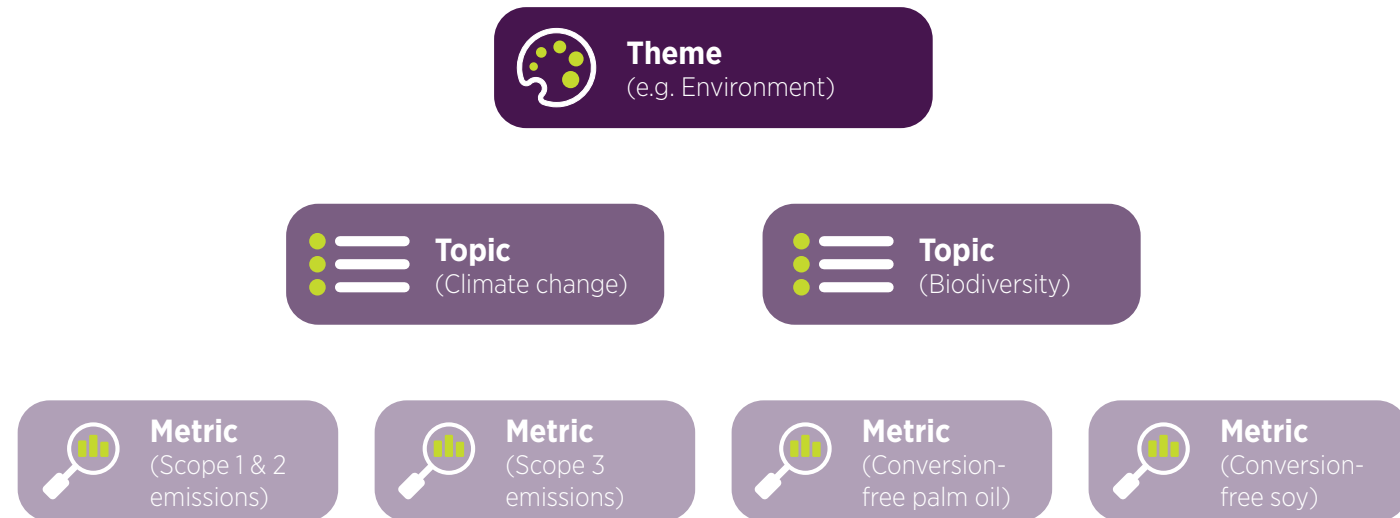 Theme
(e.g. Environment)
Topic
(Climate change)
Topic
(Biodiversity)
Metric
(Scope 1 & 2
emissions)
Metric
(Scope 3
emissions)
Metric
(Conversion-
free palm oil)
Metric
(Conversion-
free soy)